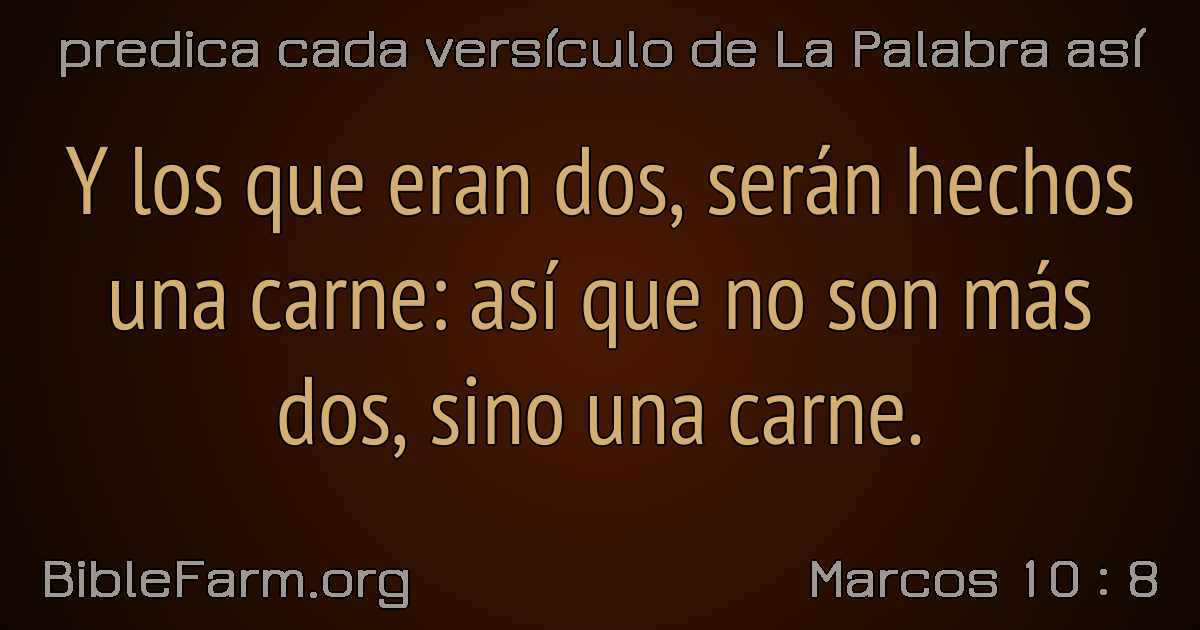 predica cada versículo de La Palabra así
Y los que eran dos, serán hechos
una carne: así que no son más
dos, sino una carne.
BibleFarm.org
Marcos 10 : 8